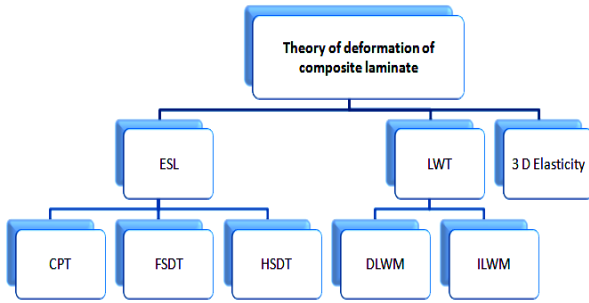 Theory of deformation of
composite laminate
ESL
LWT
3 D Elasticity
CPT
FSDT
HSDT
DLWM
ILWM